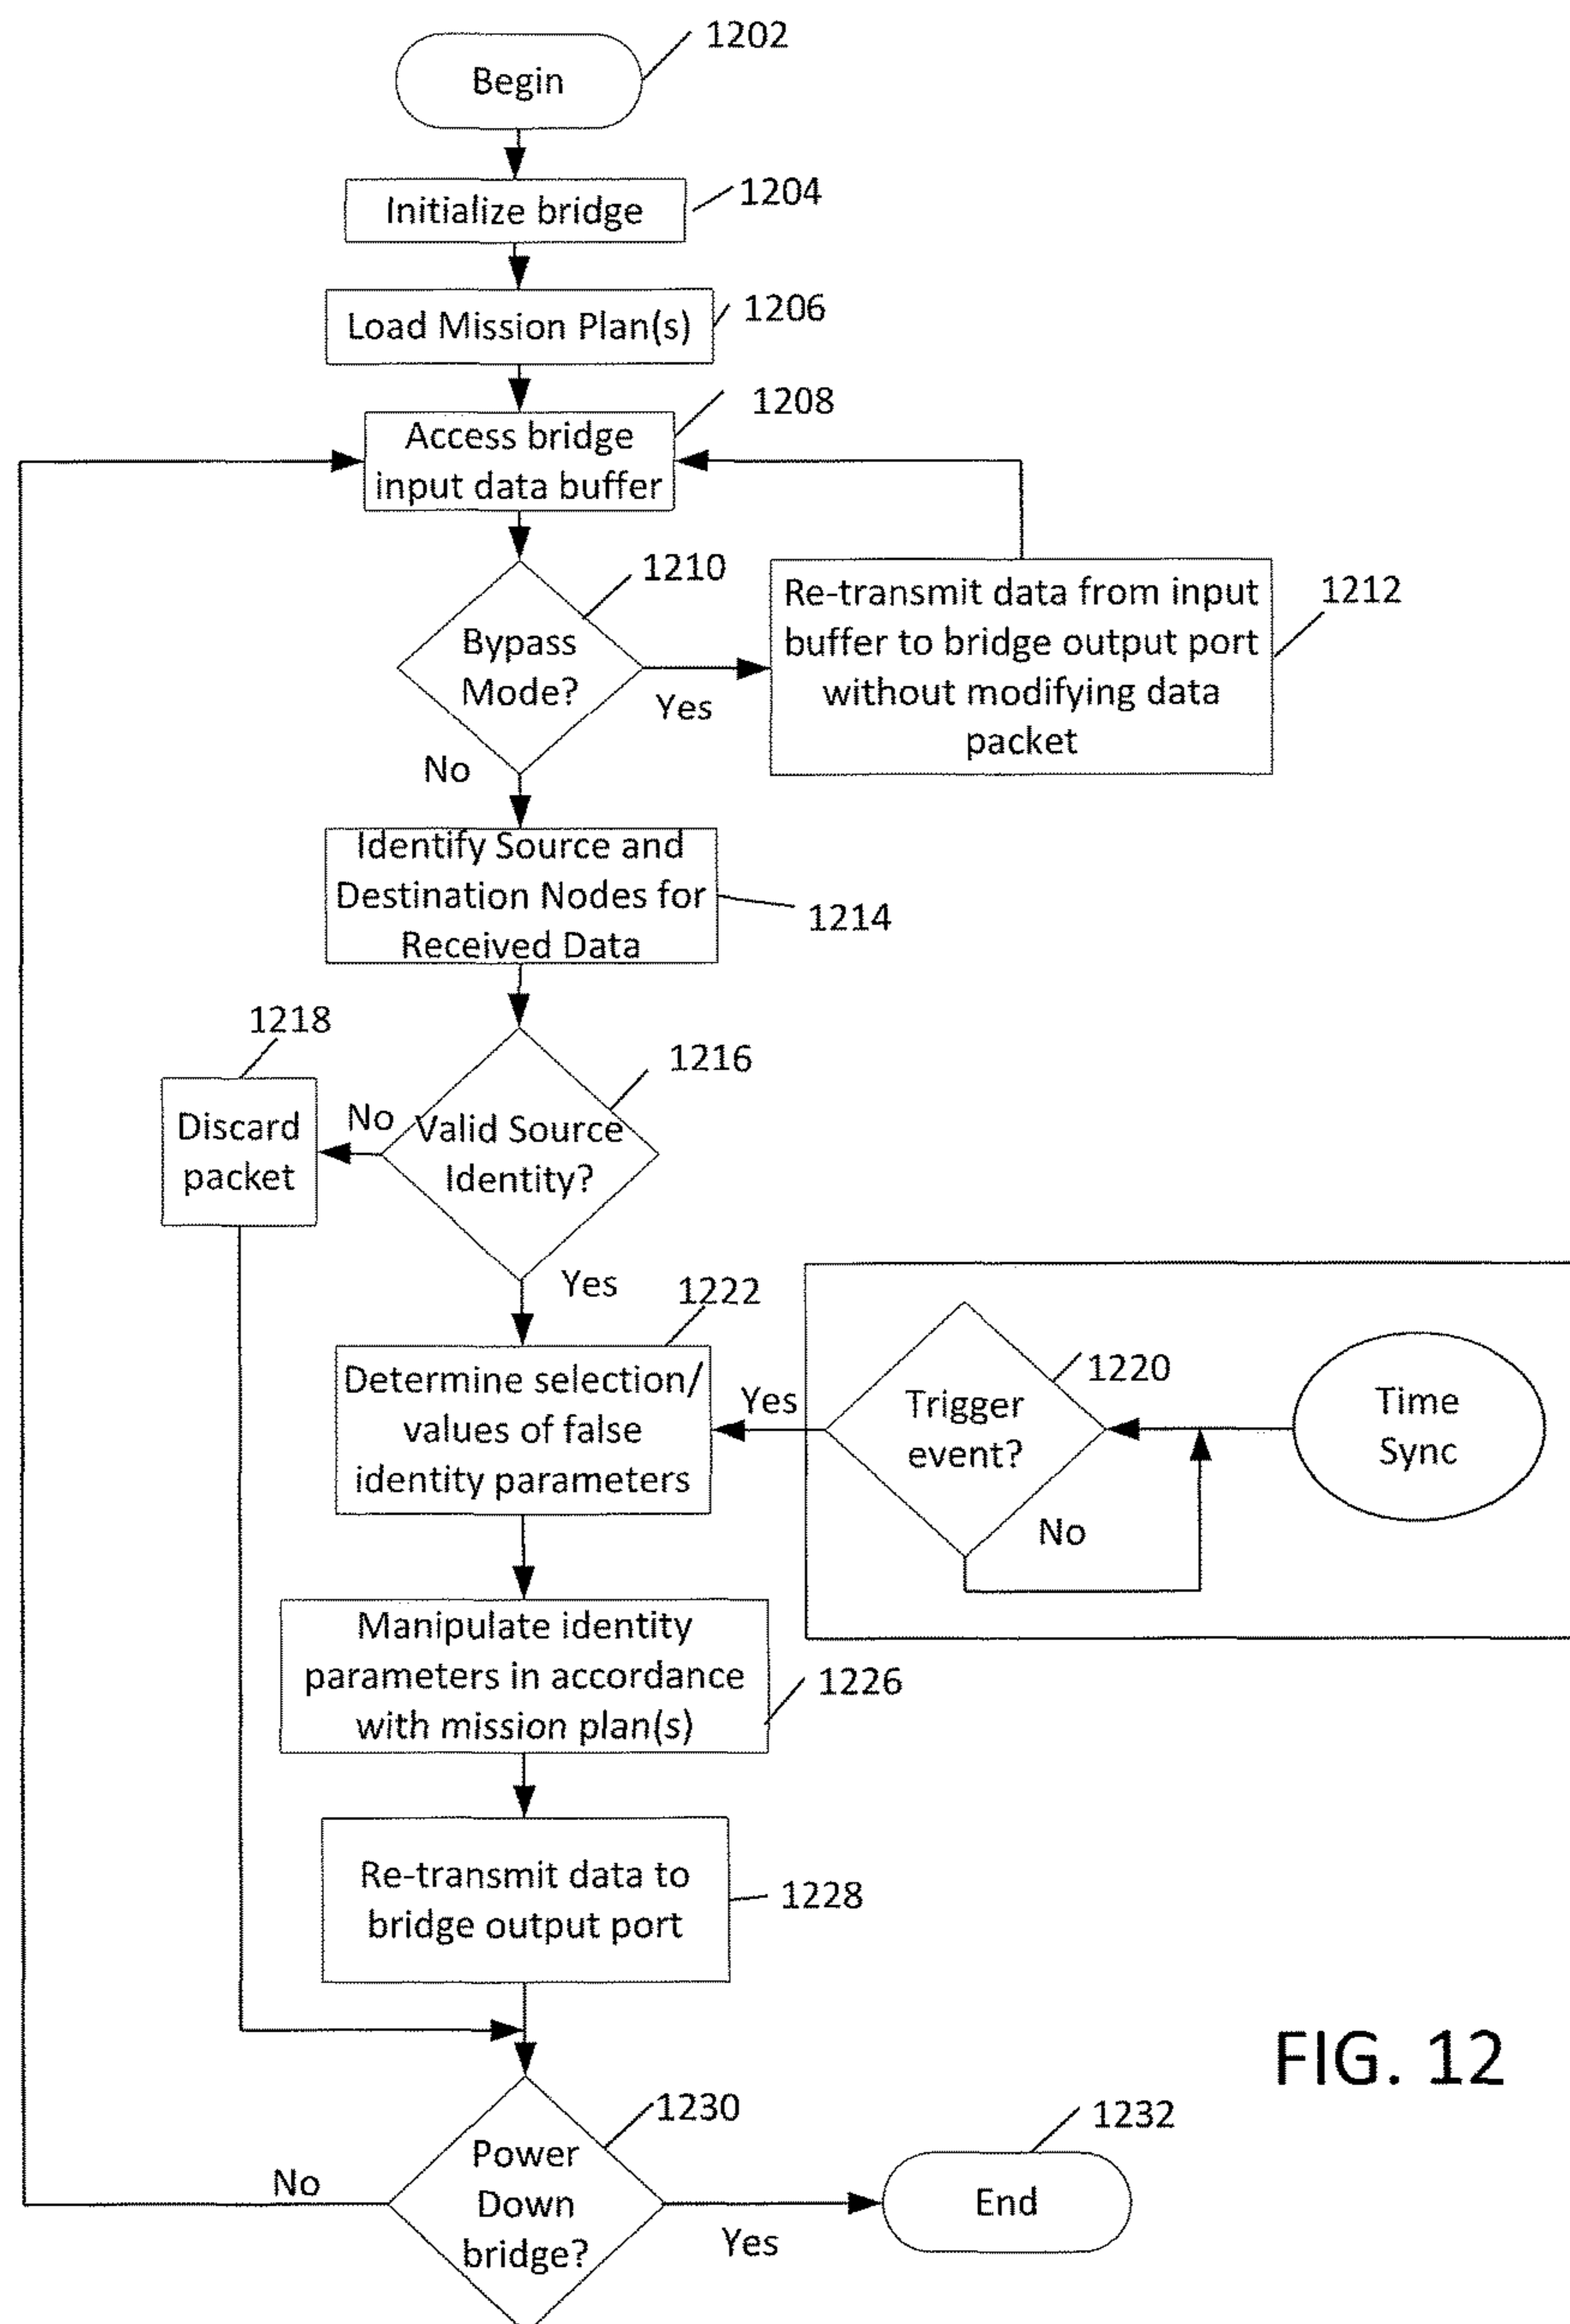 1202
Begin
1204
Initialize bridge
1206
Load Mission Plan(s)
1208
Access bridge
input data buffer
1210
Bypass
Mode?
Yes
No
Re-transmit data from input
buffer to bridge output port
without modifying data
packet
1212
Identify Source and
Destination Nodes for
Received Data
1214
1218
Discard
packet
No
1216
Valid Source
Identity?
Yes
1222
Determine selection/
values of false
identity parameters
Yes
1220
Trigger
event?
No
Time
Sync
Manipulate identity
parameters in accordance
with mission plan(s)
1226
Re-transmit data to
bridge output port
1228
FIG. 12
1230
Power
Down
bridge?
No
Yes
1232
End